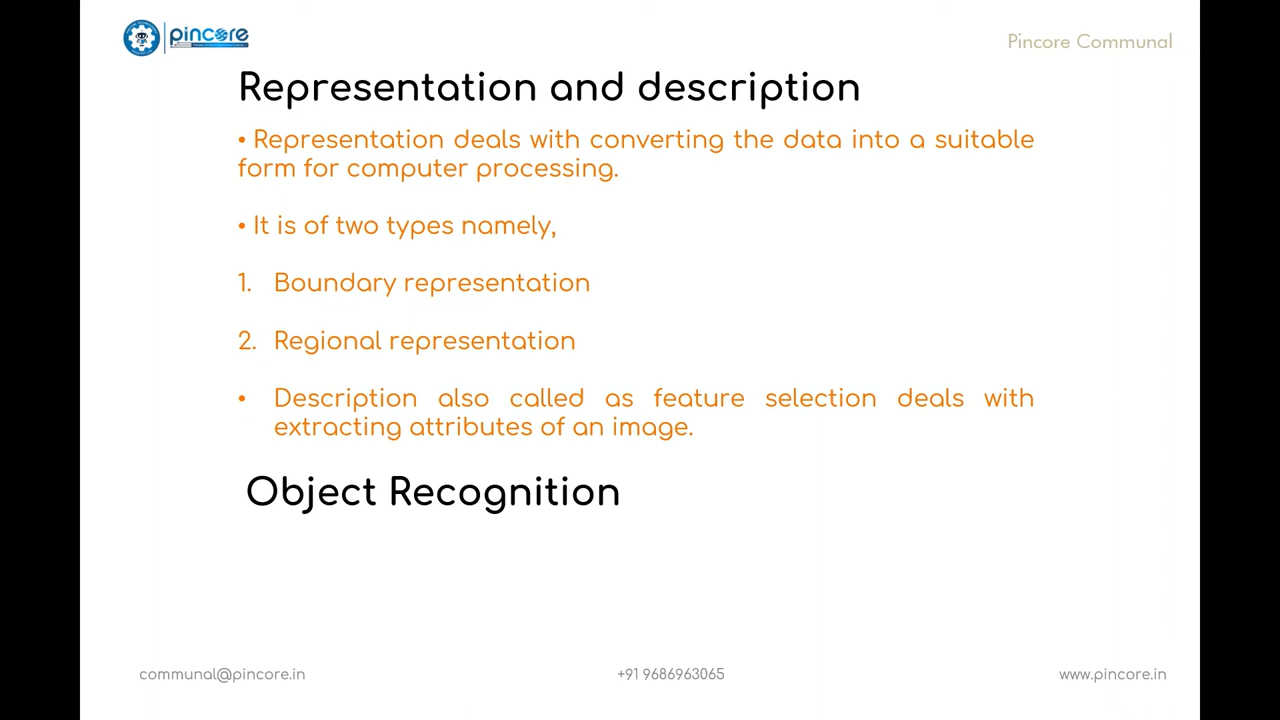 pincore
Pincore Communal
Representation and description
• Representation deals with converting the data into a suitable
form for computer processing.
• It is of two types namely,
1. Boundary representation
2. Regional representation
• Description also called as feature selection deals with
extracting attributes of an image.
Object Recognition
communal@pincore.in
+91 9686963065
www.pincore.in